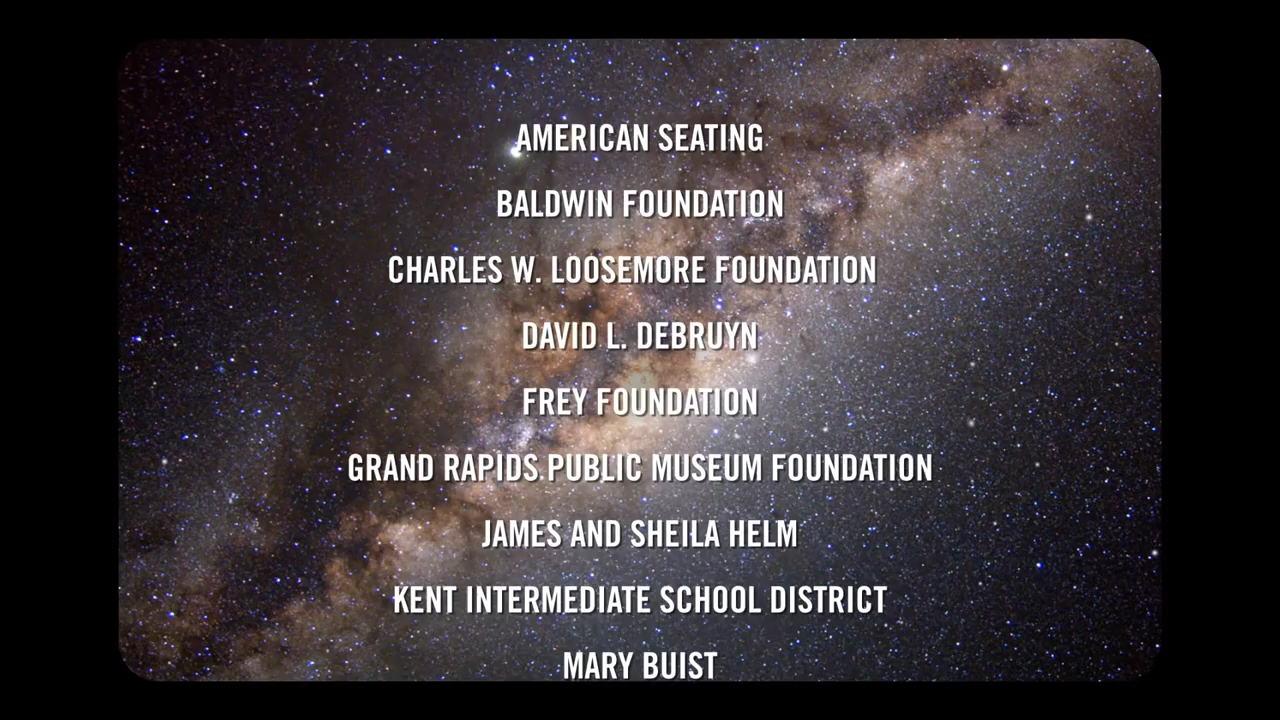 AMERICAN SEATING
BALDWIN FOUNDATION
CHARLES W. LOOSEMORE FOUNDATION
DAVID L. DEBRUYN
FREY FOUNDATION
GRAND RAPIDS PUBLIC MUSEUM FOUNDATION
JAMES AND SHEILA HELM
KENT INTERMEDIATE SCHOOL DISTRICT
MARY BUIST